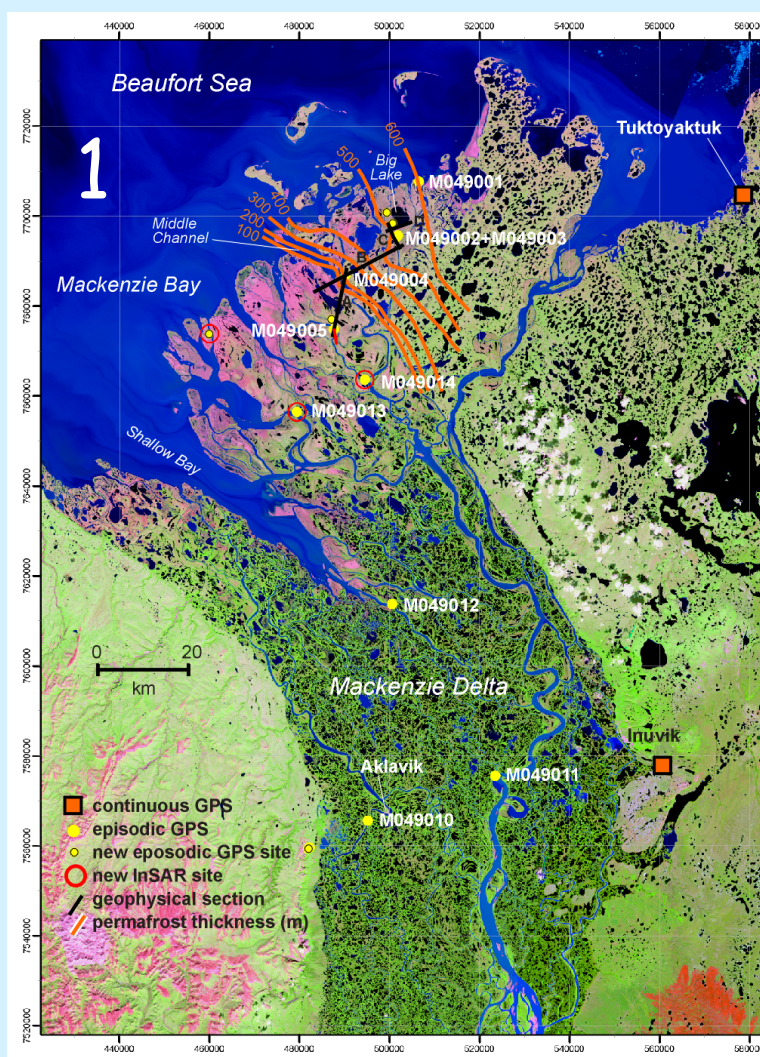 440000 460000 480000 500000 520000 540000 560000 580000
Beaufort Sea
7720000
1
600
Tuktoyaktuk
500
Big
Lake
M049001
400
300
200
100
7700000
Middle
Channel
C
M049002+M049003
B
Mackenzie Bay
M049004
7680000
A
M049005
M049014
7660000
M049013
Shallow Bay
7640000
7620000
M049012
0 20
km
7600000
Mackenzie Delta
Inuvik
7580000
Aklavik
M049011
continuous GPS
episodic GPS
M049010
new eposodic GPS site
7560000
new InSAR site
geophysical section
permafrost thickness (m)
7540000
7520000
440000 460000 480000 500000 520000 540000 560000 580000